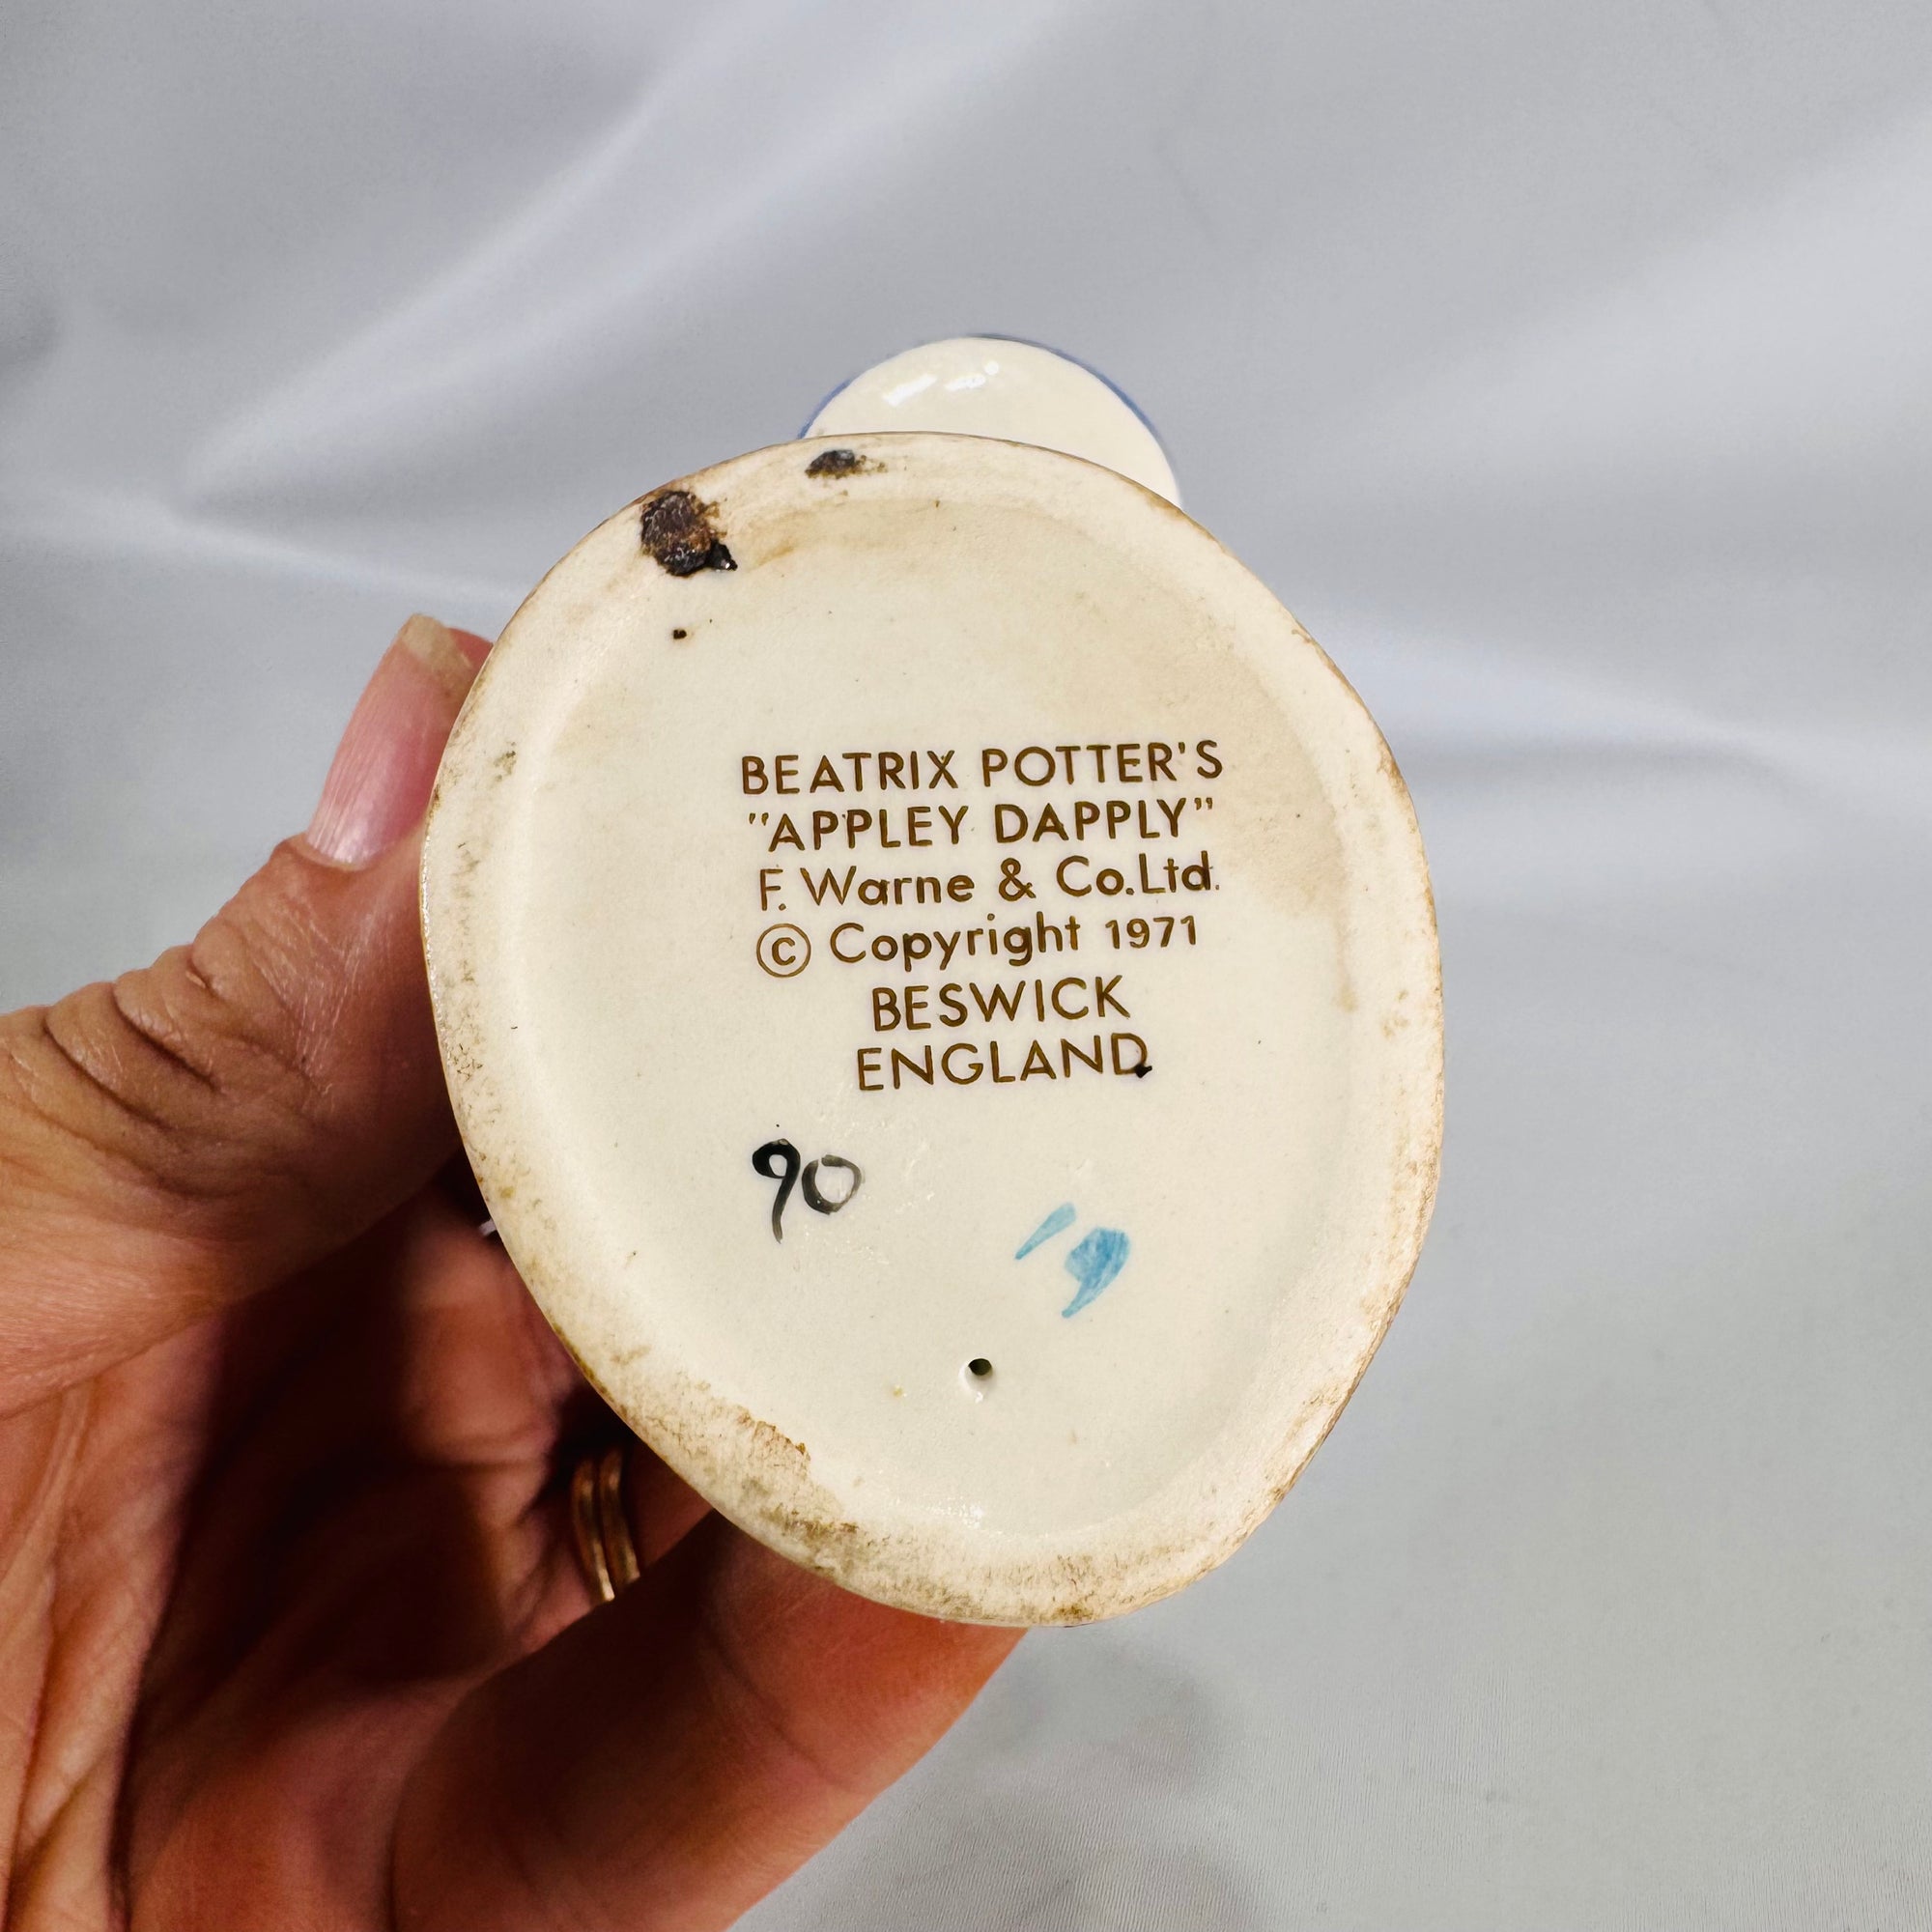 BEATRIX POTTER'S
"APPLEY DAPPLY"
F. Warne & Co.Ltd.
© Copyright 1971
BESWICK
ENGLAND
90